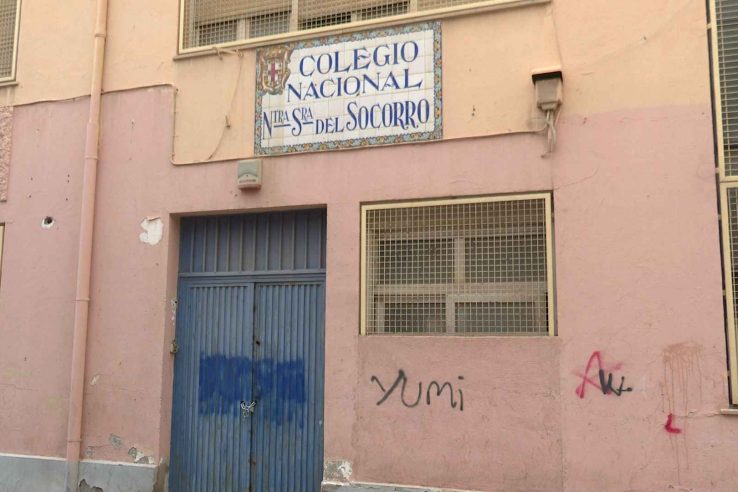 COLEGIO
NACIONAL
NTRA SRA DEL SOCORRO
YUMi